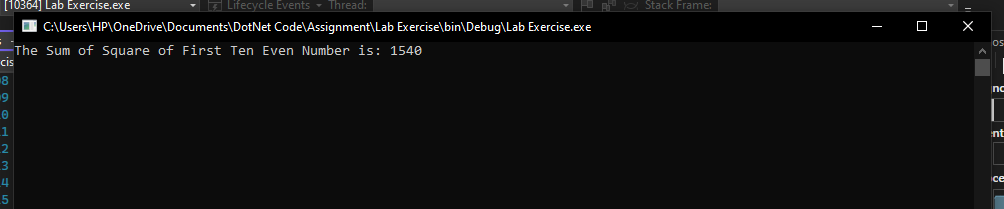 [10364] Lab Exercise.exe Lifecycle Events Thread: Stack Frame:
C:\Users\HP\OneDrive\Documents\DotNet Code\Assignment\Lab Exercise\bin\Debug\Lab Exercise.exe
The Sum of Square of First Ten Even Number is: 1540